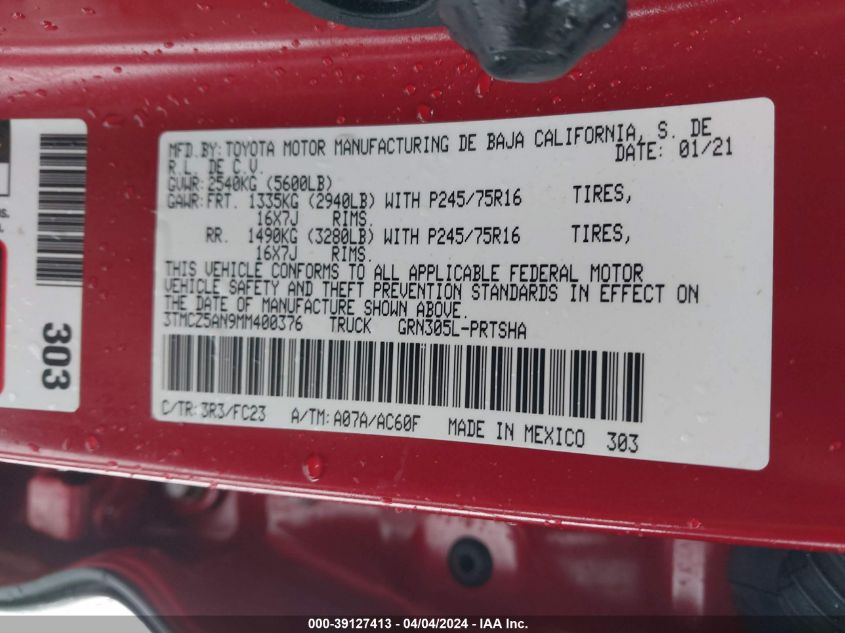 MFD.BY:TOYOTA MOTOR MANUFACTURING DE BAJA CALIFORNIA, S. DE
R.L. DE C.V. DATE: 01/21
GVWR:2540KG (5600LB)
GAWR:FRT. 1335KG (2940LB) WITH P245/75R16 TIRES,
16X7J RIMS.
RR. 1490KG (3280LB) WITH P245/75R16 TIRES,
16X7J RIMS.
THIS VEHICLE CONFORMS TO ALL APPLICABLE FEDERAL MOTOR
VEHICLE SAFETY AND THEFT PREVENTION STANDARDS IN EFFECT ON
THE DATE OF MANUFACTURE SHOWN ABOVE.
3TMCZ5AN9MM400376 TRUCK GRN305L-PRTSHA
C/TR:3R3/FC23 A/TM:A07A/AC60F MADE IN MEXICO 303
303
000-39127413 - 04/04/2024 - IAA Inc.